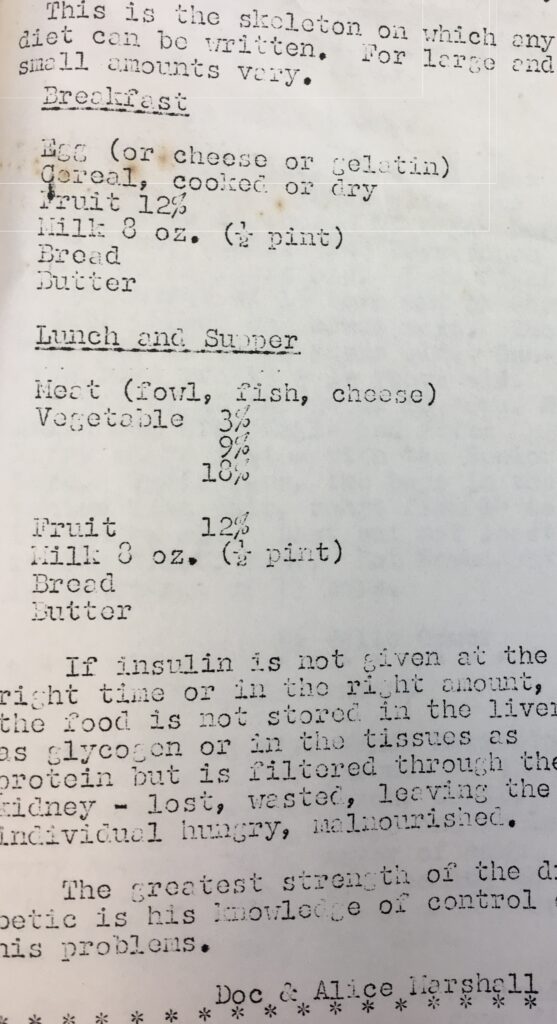 This is the skeleton on which any
diet can be written. For large and
small amounts vary.
Breakfast
Egg (or cheese or gelatin)
Cereal, cooked or dry
Fruit 12%
Milk 8 oz. (½ pint)
Bread
Butter
Lunch and Supper
Meat (fowl, fish, cheese)
Vegetable 3%
9%
18%
Fruit 12%
Milk 8 oz. (½ pint)
Bread
Butter
If insulin is not given at the
right time or in the right amount,
the food is not stored in the liver
as glycogen or in the tissues as
protein but is filtered through the
kidney - lost, wasted, leaving the
individual hungry, malnourished.
The greatest strength of the di
betic is his knowledge of control
his problems.
Doc & Alice Marshall
* * * * * * * * * * * * * * * * *